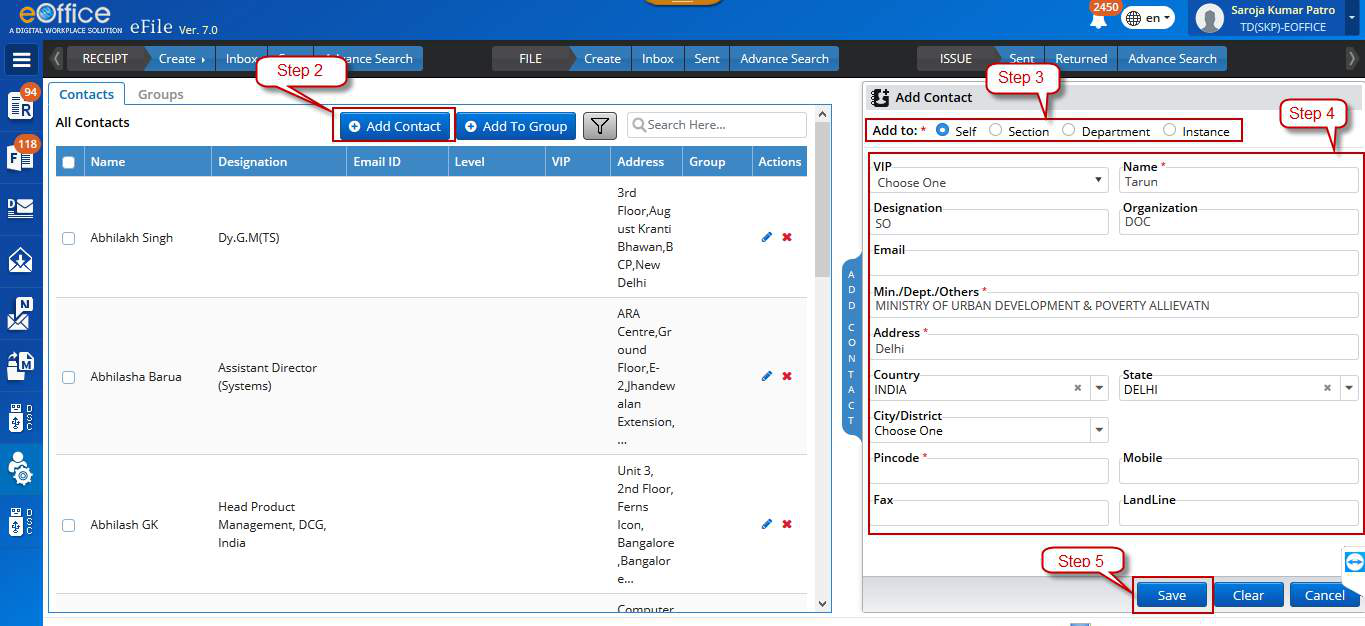 eOffice
A DIGITAL WORKPLACE SOLUTION eFile Ver. 7.0
2450
en
Saroja Kumar Patro
TD(SKP)-EOFFICE
RECEIPT Create Inbox Advance Search
FILE Create Inbox Sent Advance Search
ISSUE Sent Returned Advance Search
Step 2
Step 3
Step 4
94
R
118
F
D
N
M
DSC
DSC
Contacts Groups
All Contacts
Add Contact
Add To Group
Search Here...
Name Designation Email ID Level VIP Address Group Actions
Abhilakh Singh
Dy.G.M(TS)
3rd
Floor,Aug
ust Kranti
Bhawan,B
CP,New
Delhi
Abhilasha Barua
Assistant Director
(Systems)
ARA
Centre,Gr
ound
Floor,E-
2,Jhandew
alan
Extension,
...
Abhilash GK
Head Product
Management, DCG,
India
Unit 3,
2nd Floor,
Ferns
Icon,
Bangalore
,Bangalor
e...
Computer
ADD CONTACT
Add Contact
Add to: * Self Section Department Instance
VIP
Choose One
Name *
Tarun
Designation
SO
Organization
DOC
Email
Min./Dept./Others *
MINISTRY OF URBAN DEVELOPMENT & POVERTY ALLIEVATN
Address *
Delhi
Country
INDIA
State
DELHI
City/District
Choose One
Pincode *
Mobile
Fax
LandLine
Step 5
Save Clear Cancel